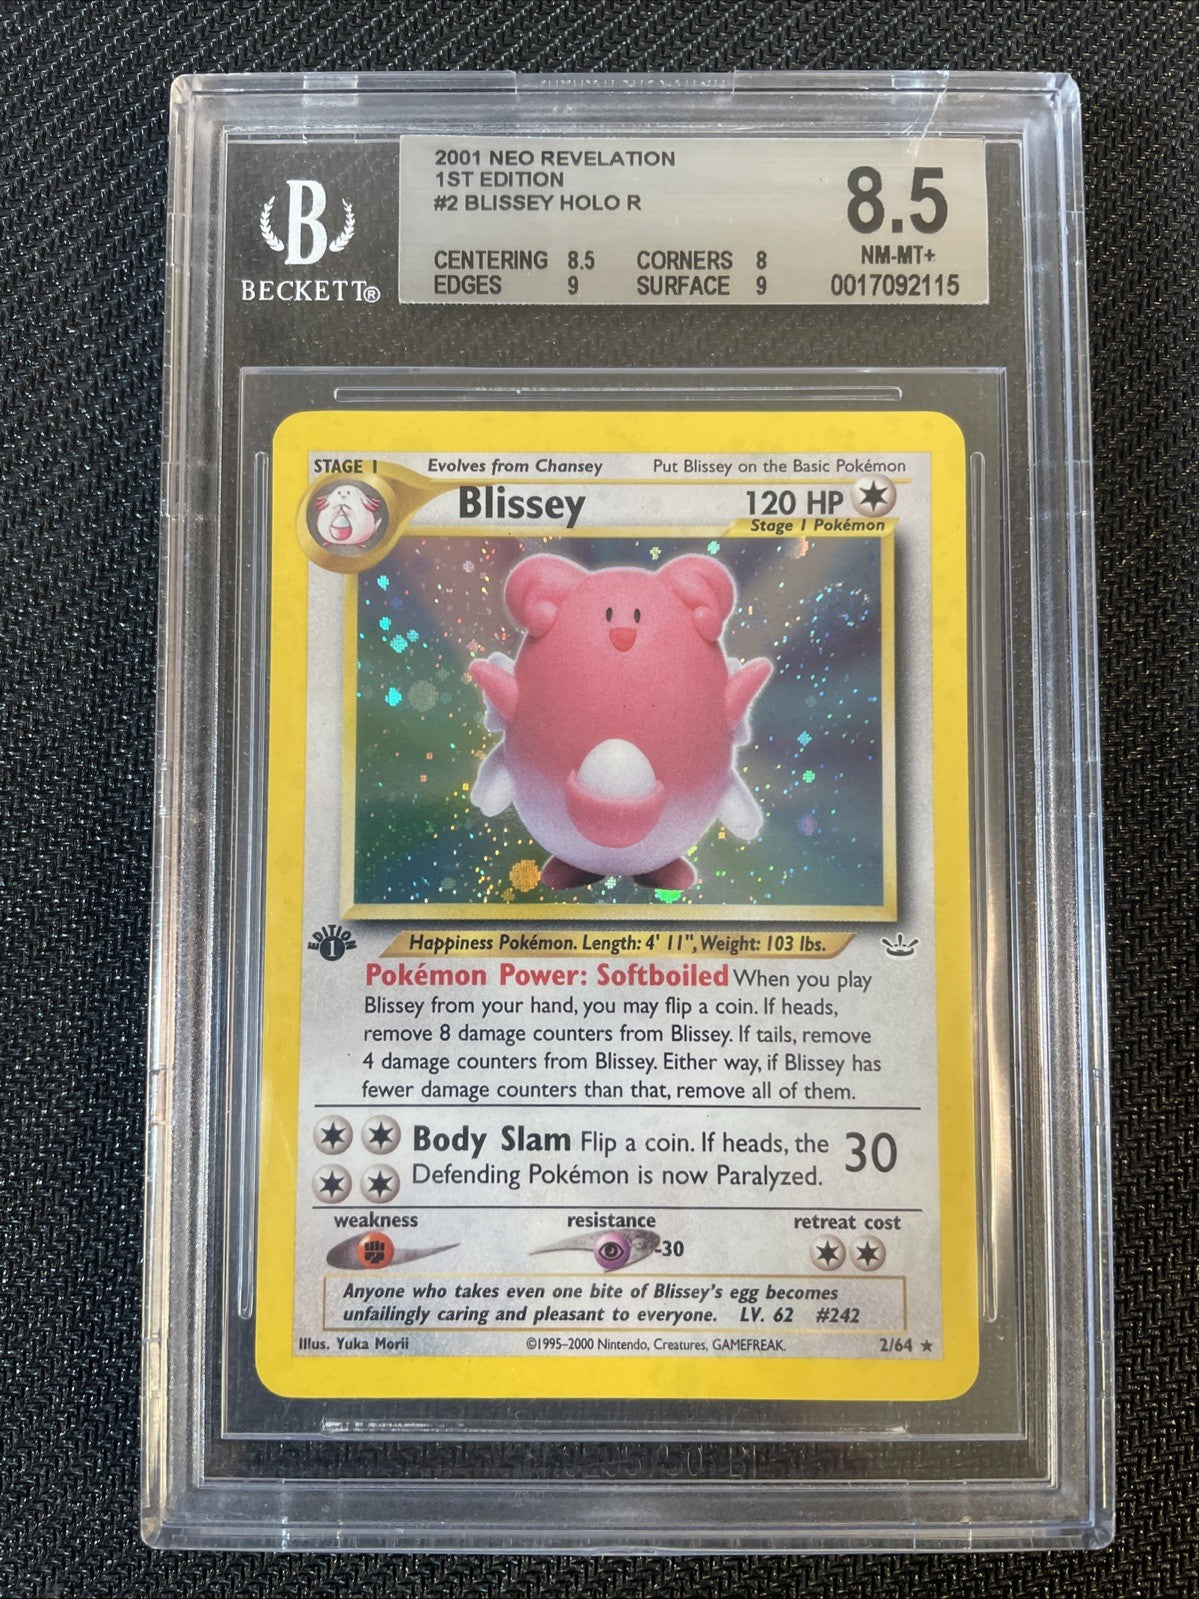 2001 NEO REVELATION
1ST EDITION
#2 BLISSEY HOLO R
8.5
NM-MT+
0017092115
CENTERING 8.5 CORNERS 8
EDGES 9 SURFACE 9
B
BECKETT®
STAGE 1 Evolves from Chansey Put Blissey on the Basic Pokémon
Blissey 120 HP
Stage 1 Pokémon
EDITION
1
Happiness Pokémon. Length: 4' 11", Weight: 103 lbs.
Pokémon Power: Softboiled When you play
Blissey from your hand, you may flip a coin. If heads,
remove 8 damage counters from Blissey. If tails, remove
4 damage counters from Blissey. Either way, if Blissey has
fewer damage counters than that, remove all of them.
Body Slam Flip a coin. If heads, the 30
Defending Pokémon is now Paralyzed.
weakness resistance retreat cost
-30
Anyone who takes even one bite of Blissey's egg becomes
unfailingly caring and pleasant to everyone. LV. 62 #242
Illus. Yuka Morii ©1995-2000 Nintendo, Creatures, GAMEFREAK. 2/64 ★